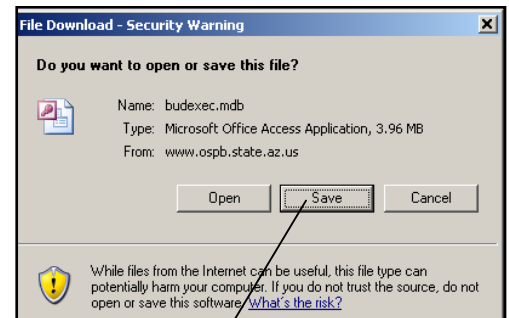 File Download - Security Warning
Do you want to open or save this file?
Name: budexec.mdb
Type: Microsoft Office Access Application, 3.96 MB
From: www.ospb.state.az.us
Open Save Cancel
While files from the Internet can be useful, this file type can
potentially harm your computer. If you do not trust the source, do not
open or save this software. What's the risk?